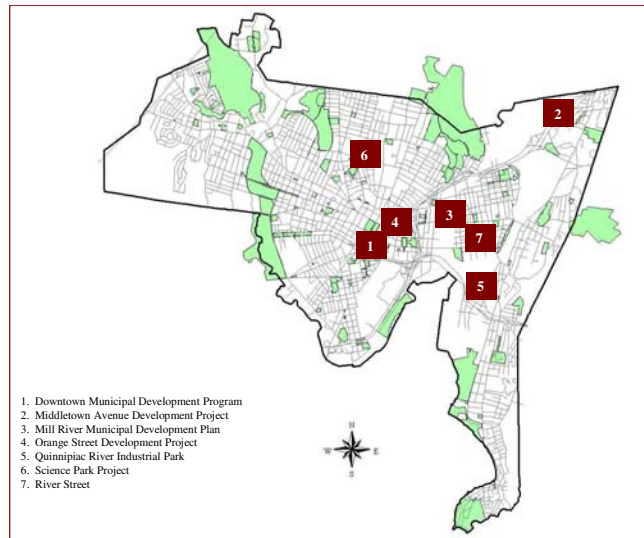 2
6
3
4
7
1
5
1. Downtown Municipal Development Program
2. Middletown Avenue Development Project
3. Mill River Municipal Development Plan
4. Orange Street Development Project
5. Quinnipiac River Industrial Park
6. Science Park Project
7. River Street
N
W E
S